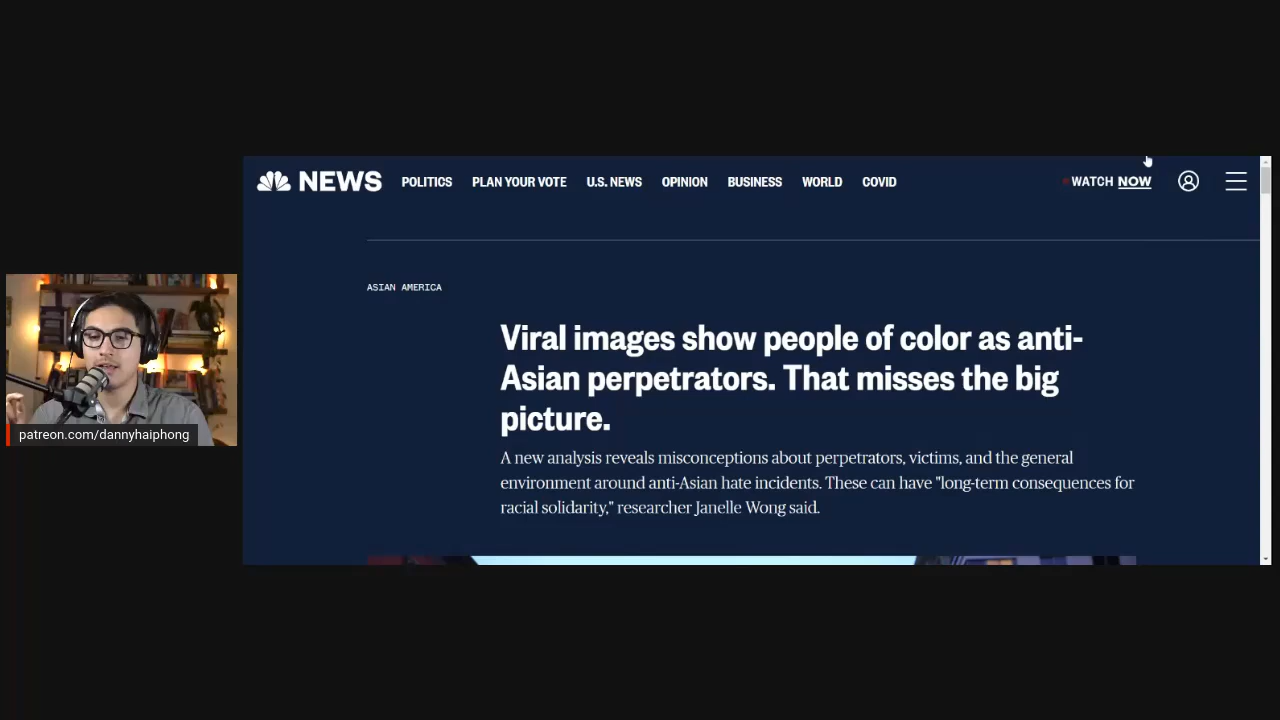 NEWS POLITICS PLAN YOUR VOTE U.S. NEWS OPINION BUSINESS WORLD COVID WATCH NOW
ASIAN AMERICA
Viral images show people of color as anti-
Asian perpetrators. That misses the big
picture.
A new analysis reveals misconceptions about perpetrators, victims, and the general
environment around anti-Asian hate incidents. These can have "long-term consequences for
racial solidarity," researcher Janelle Wong said.
patreon.com/dannyhaiphong